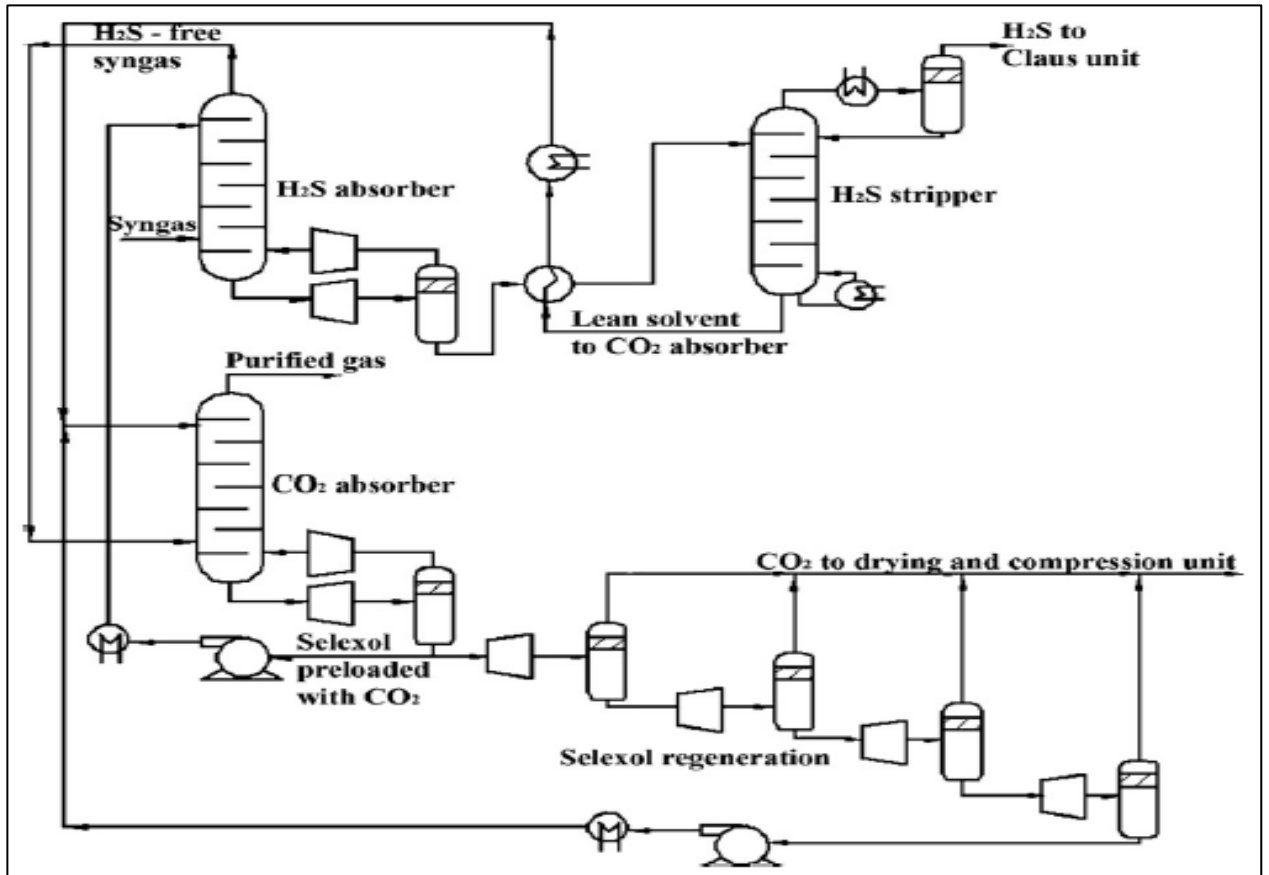 H₂S - free
syngas
H₂S to
Claus unit
H₂S absorber
H₂S stripper
Syngas
Lean solvent
to CO₂ absorber
Purified gas
CO₂ absorber
CO₂ to drying and compression unit
Selexol
preloaded
with CO₂
Selexol regeneration